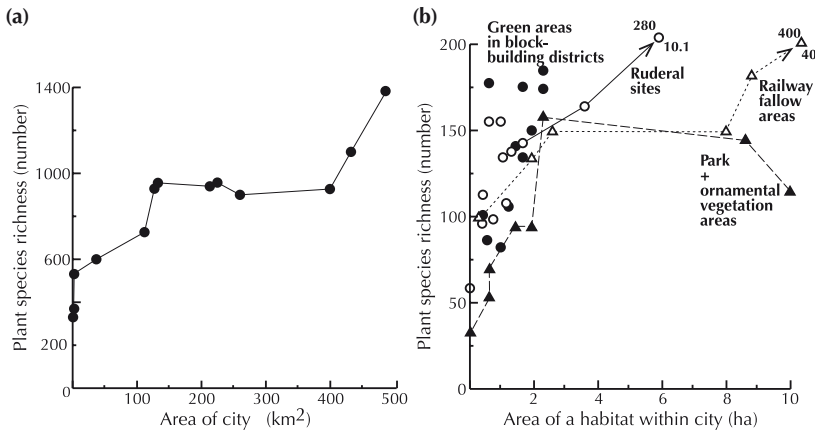 (a)
Plant species richness (number)
1400
1000
600
200
0
0
100
200
300
400
500
Area of city (km2)
(b)
Plant species richness (number)
200
150
100
50
0
0
2
4
6
8
10
Area of a habitat within city (ha)
Green areas
in block-
building districts
280
10.1
Ruderal
sites
400
40
Railway
fallow
areas
Park
+
ornamental
vegetation
areas